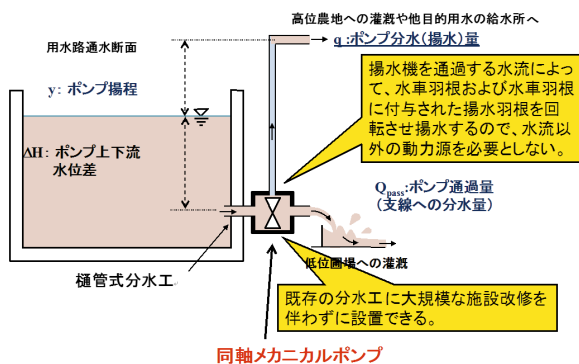 高位農地への灌漑や他目的用水の給水所へ
用水路通水断面
q :ポンプ分水(揚水)量
y: ポンプ揚程
揚水機を通過する水流によっ
て、水車羽根および水車羽根
に付与された揚水羽根を回
転させ揚水するので、水流以
外の動力源を必要としない。
ΔH: ポンプ上下流
水位差
Qpass:ポンプ通過量
(支線への分水量)
樋管式分水工
低位圃場への灌漑
既存の分水工に大規模な施設改修を
伴わずに設置できる。
同軸メカニカルポンプ